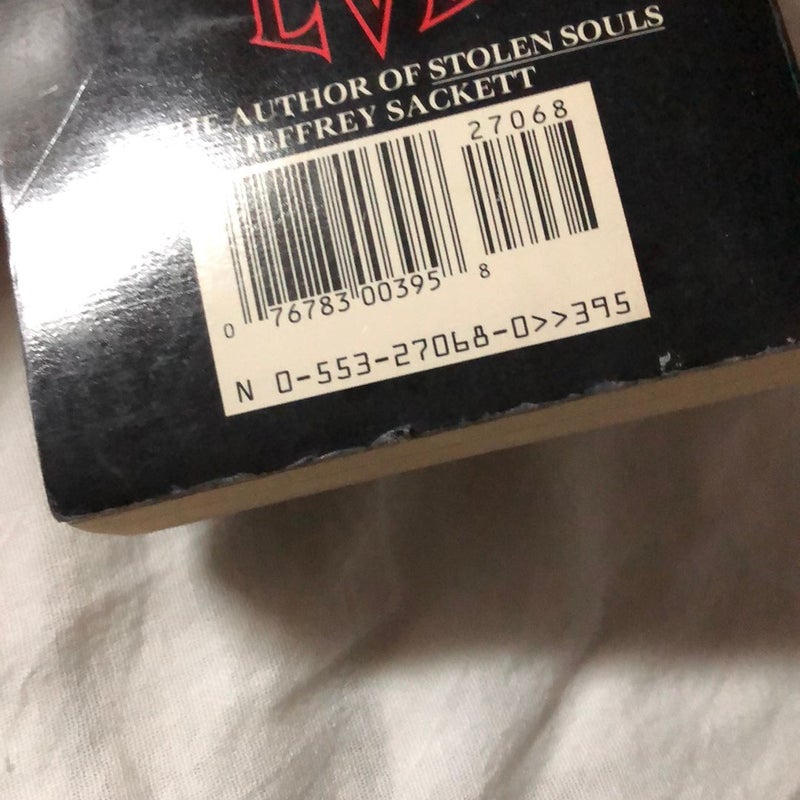 THE AUTHOR OF STOLEN SOULS
JEFFREY SACKETT
27068
0 76783 00395 8
N 0-553-27068-0>>395